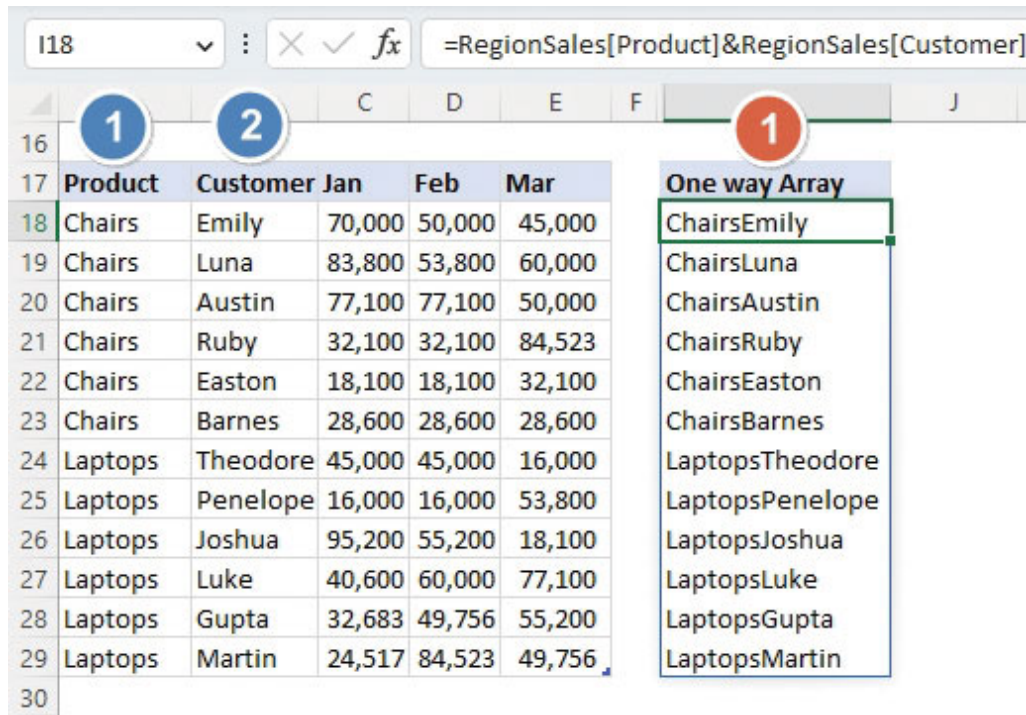 I18 fx =RegionSales[Product]&RegionSales[Customer]
C D E F J
1 2 1
16
17 Product Customer Jan Feb Mar One way Array
18 Chairs Emily 70,000 50,000 45,000 ChairsEmily
19 Chairs Luna 83,800 53,800 60,000 ChairsLuna
20 Chairs Austin 77,100 77,100 50,000 ChairsAustin
21 Chairs Ruby 32,100 32,100 84,523 ChairsRuby
22 Chairs Easton 18,100 18,100 32,100 ChairsEaston
23 Chairs Barnes 28,600 28,600 28,600 ChairsBarnes
24 Laptops Theodore 45,000 45,000 16,000 LaptopsTheodore
25 Laptops Penelope 16,000 16,000 53,800 LaptopsPenelope
26 Laptops Joshua 95,200 55,200 18,100 LaptopsJoshua
27 Laptops Luke 40,600 60,000 77,100 LaptopsLuke
28 Laptops Gupta 32,683 49,756 55,200 LaptopsGupta
29 Laptops Martin 24,517 84,523 49,756 LaptopsMartin
30